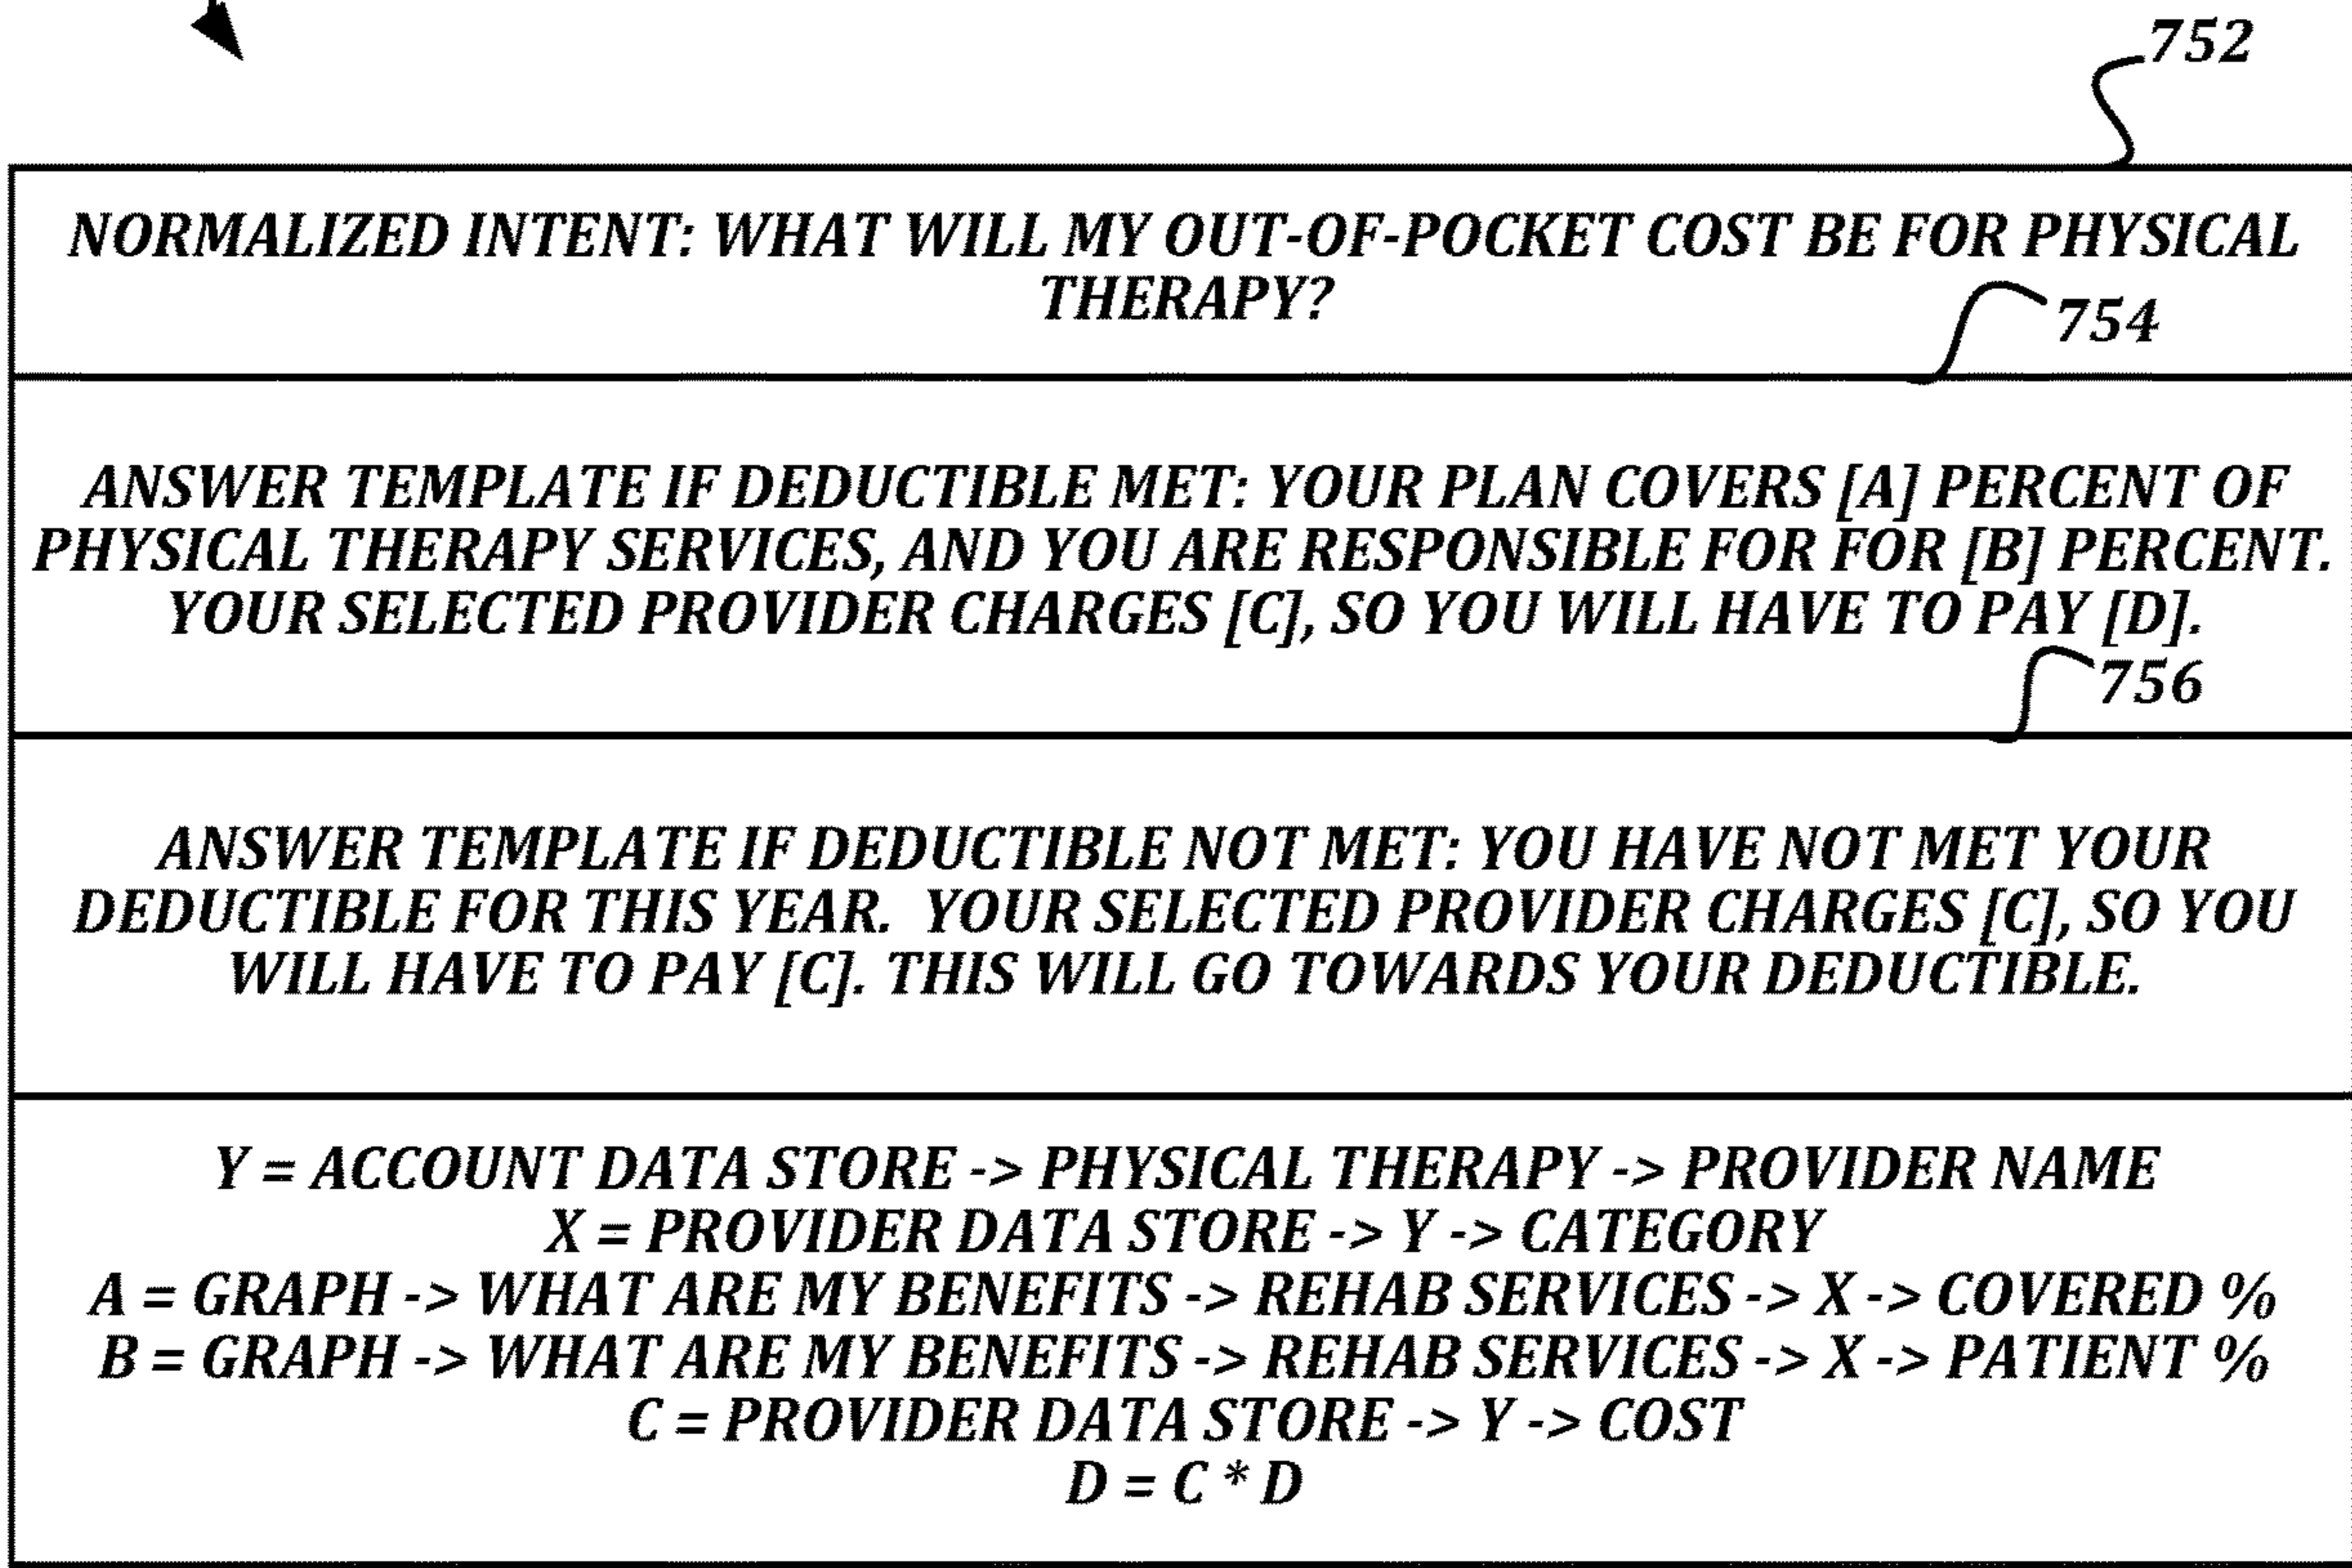 752
NORMALIZED INTENT: WHAT WILL MY OUT-OF-POCKET COST BE FOR PHYSICAL
THERAPY?
754
ANSWER TEMPLATE IF DEDUCTIBLE MET: YOUR PLAN COVERS [A] PERCENT OF
PHYSICAL THERAPY SERVICES, AND YOU ARE RESPONSIBLE FOR FOR [B] PERCENT.
YOUR SELECTED PROVIDER CHARGES [C], SO YOU WILL HAVE TO PAY [D].
756
ANSWER TEMPLATE IF DEDUCTIBLE NOT MET: YOU HAVE NOT MET YOUR
DEDUCTIBLE FOR THIS YEAR.  YOUR SELECTED PROVIDER CHARGES [C], SO YOU
WILL HAVE TO PAY [C]. THIS WILL GO TOWARDS YOUR DEDUCTIBLE.
Y = ACCOUNT DATA STORE -> PHYSICAL THERAPY -> PROVIDER NAME
X = PROVIDER DATA STORE -> Y -> CATEGORY
A = GRAPH -> WHAT ARE MY BENEFITS -> REHAB SERVICES -> X -> COVERED %
B = GRAPH -> WHAT ARE MY BENEFITS -> REHAB SERVICES -> X -> PATIENT %
C = PROVIDER DATA STORE -> Y -> COST
D = C * D